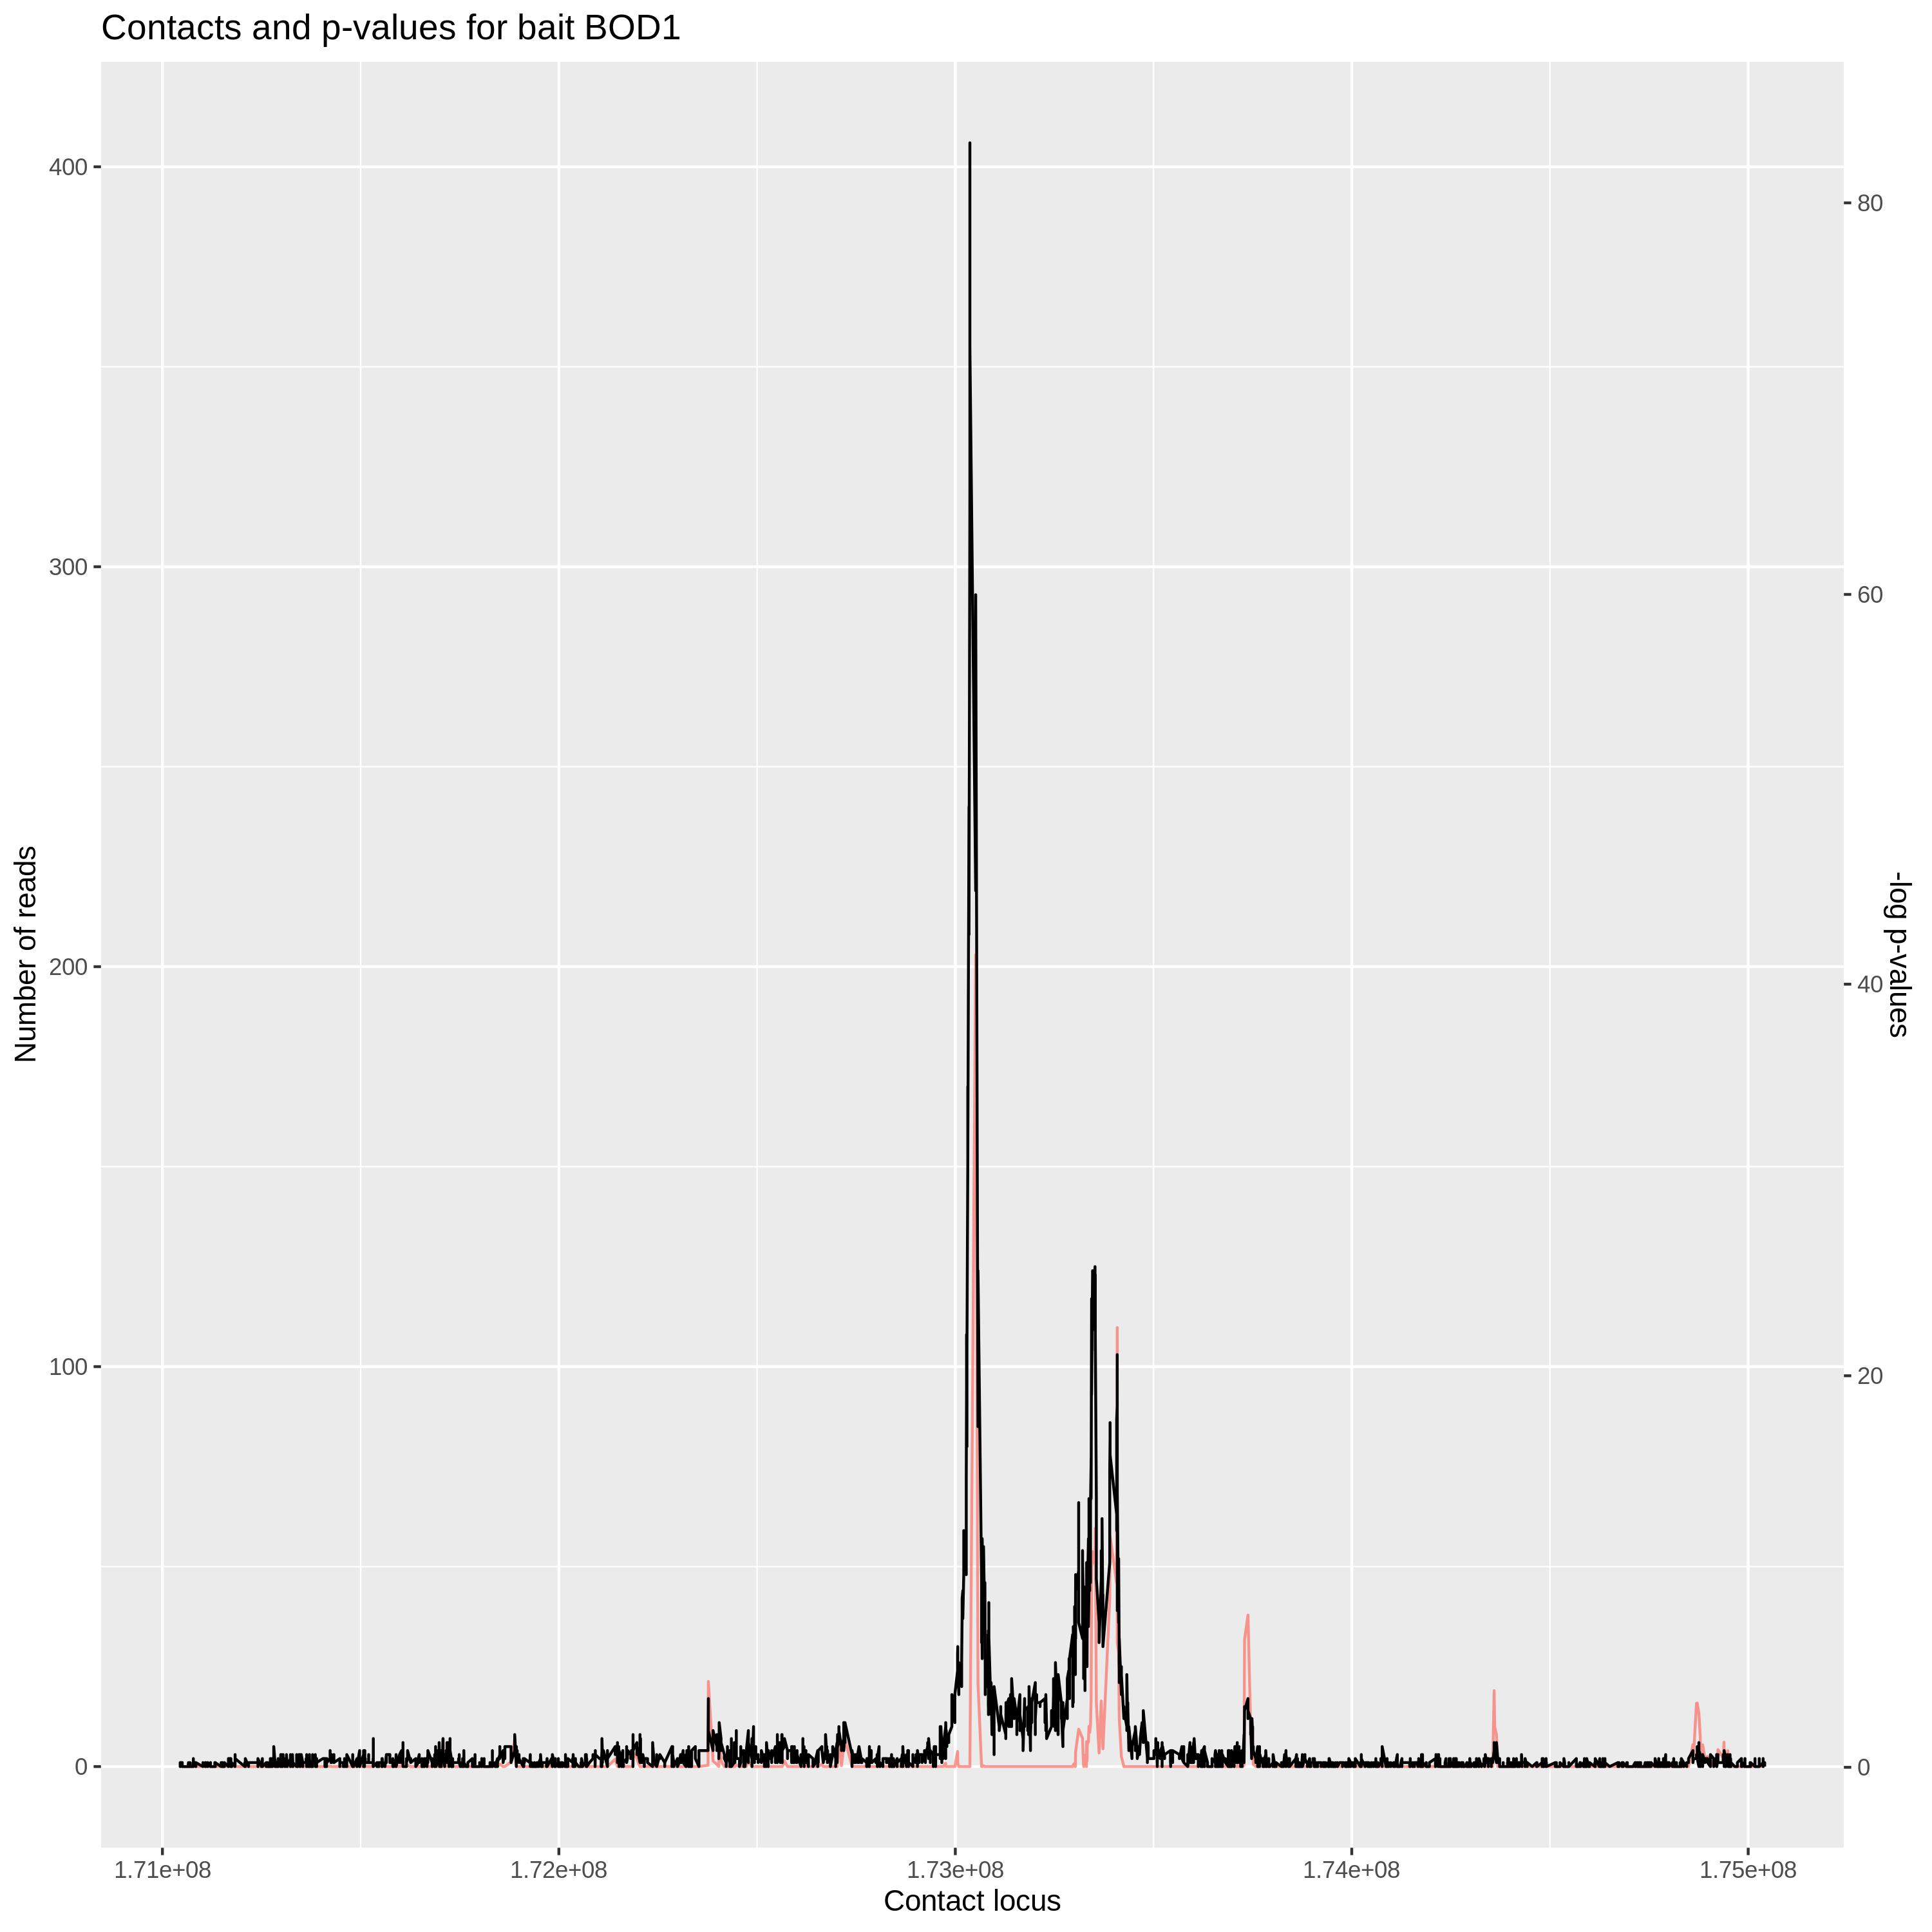 Contacts and p-values for bait BOD1
Number of reads
400
300
200
100
0
80
60
40
20
0
-log p-values
1.71e+08
1.72e+08
1.73e+08
1.74e+08
1.75e+08
Contact locus